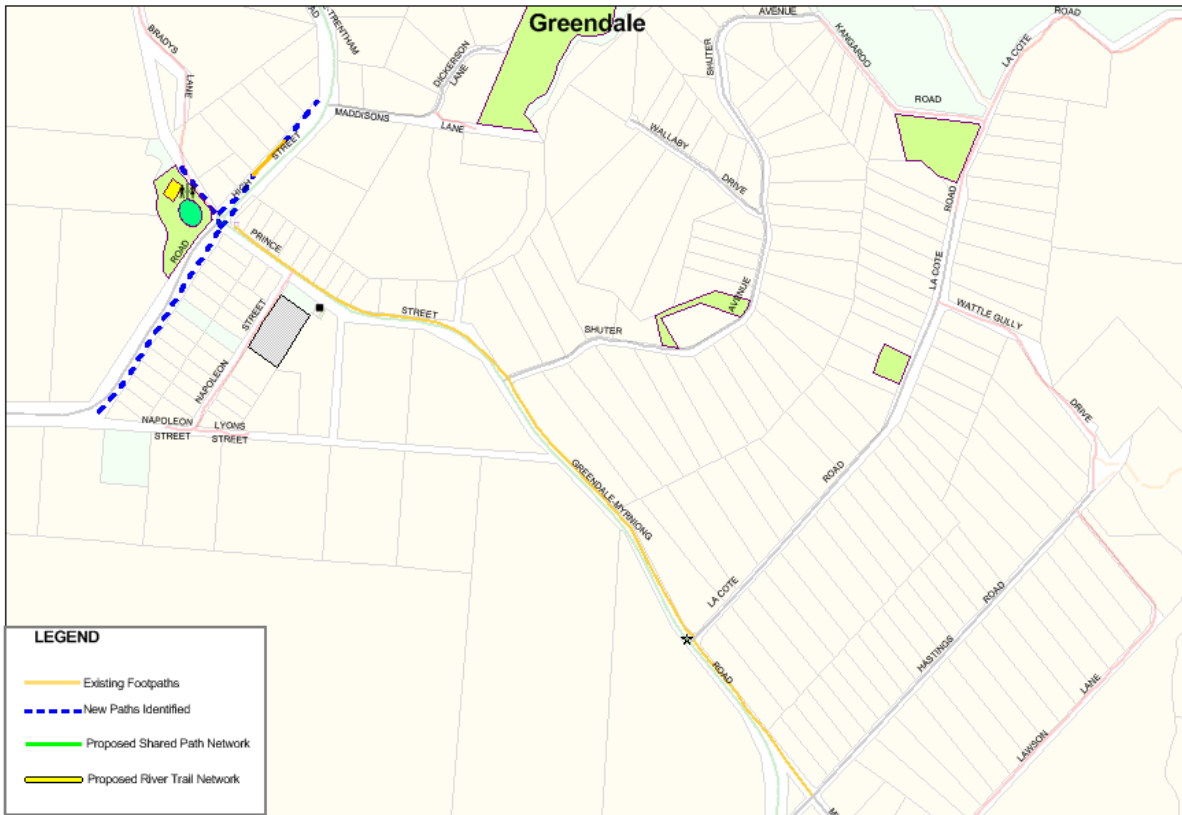 Greendale
AVENUE
ROAD
BRADYS
LANE
-TRENTHAM
DICKERSON
LANE
SHUTER
KANGAROO
ROAD
LA COTE
MADDISONS
LANE
STREET
HIGH
WALLABY
DRIVE
ROAD
LA COTE
ROAD
PRINCE
STREET
STREET
NAPOLEON
SHUTER
AVENUE
WATTLE GULLY
DRIVE
NAPOLEON
STREET
LYONS
STREET
GREENDALE-MYRNIONG
ROAD
LA COTE
ROAD
HASTINGS
ROAD
LAWSON
LANE
LEGEND
Existing Footpaths
New Paths Identified
Proposed Shared Path Network
Proposed River Trail Network